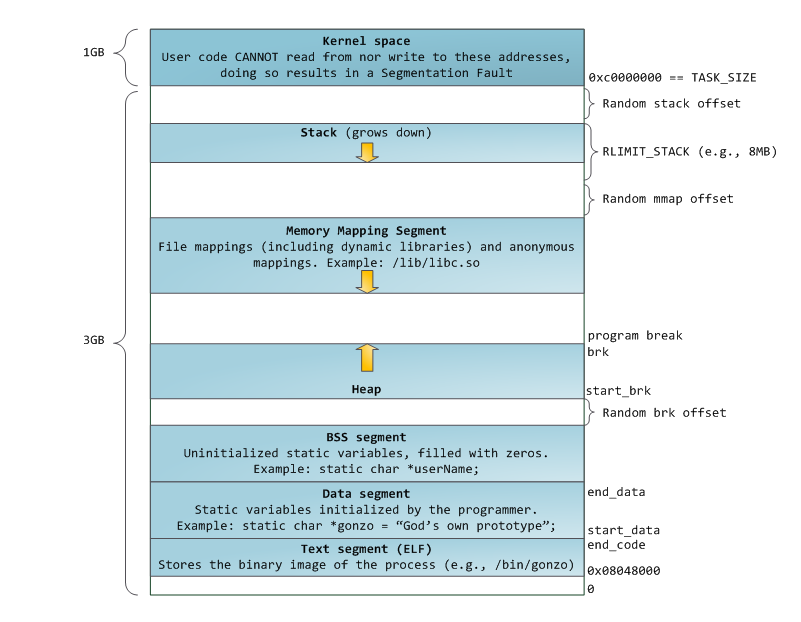 Kernel space
1GB
User code CANNOT read from nor write to these addresses,
doing so results in a Segmentation Fault
0xc0000000 == TASK_SIZE
Random stack offset
Stack (grows down)
RLIMIT_STACK (e.g., 8MB)
Random mmap offset
Memory Mapping Segment
File mappings (including dynamic libraries) and anonymous
mappings. Example: /lib/libc.so
3GB
program break
brk
Heap
start_brk
Random brk offset
BSS segment
Uninitialized static variables, filled with zeros.
Example: static char *userName;
Data segment
end_data
Static variables initialized by the programmer.
Example: static char *gonzo = “God’s own prototype”;
start_data
end_code
Text segment (ELF)
Stores the binary image of the process (e.g., /bin/gonzo)
0x08048000
0